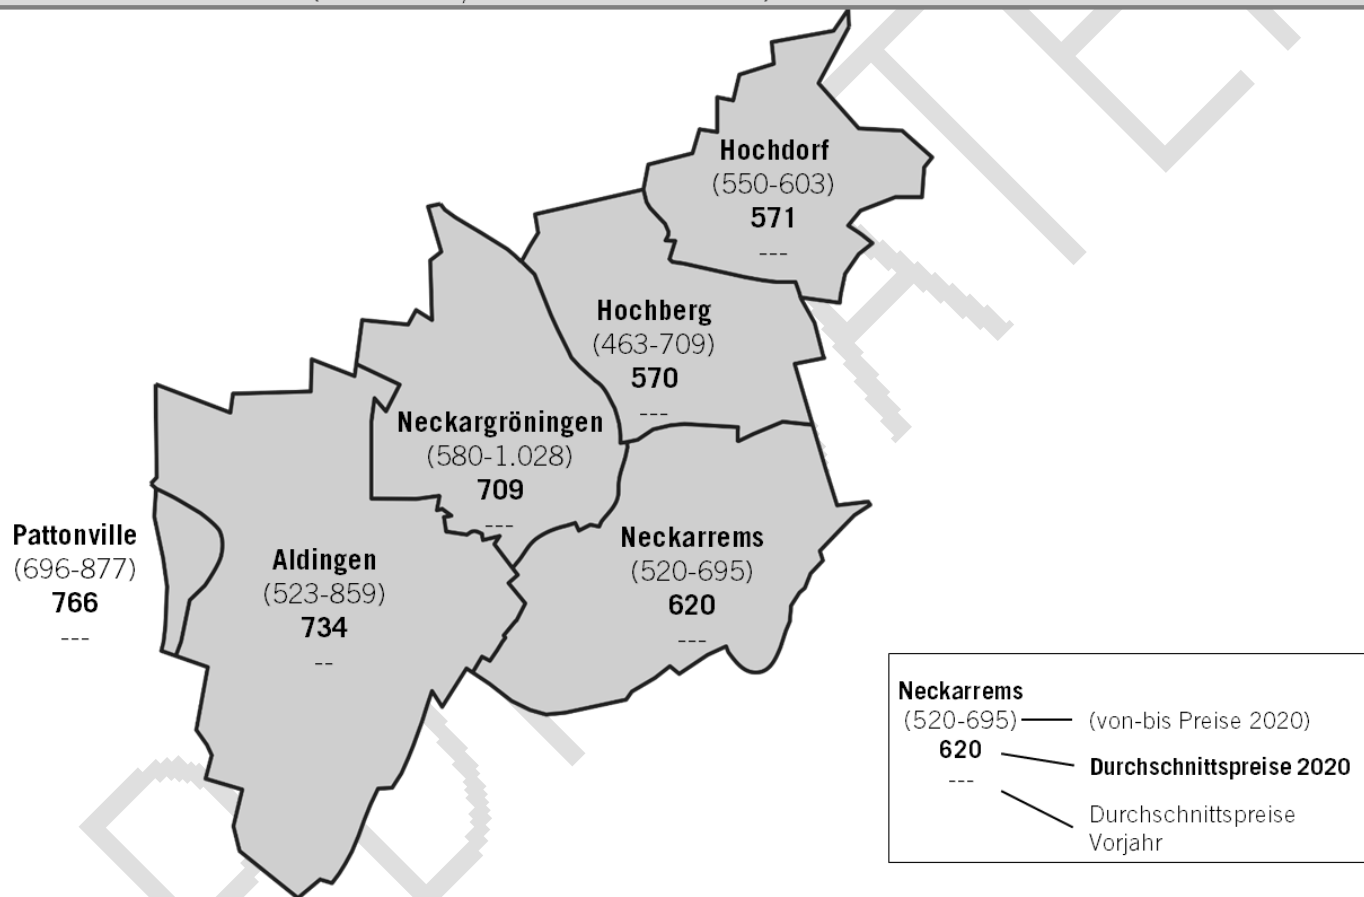 Hochdorf
(550-603)
571
---
Hochberg
(463-709)
570
---
Neckargröningen
(580-1.028)
709
---
Pattonville
(696-877)
766
---
Aldingen
(523-859)
734
--
Neckarrems
(520-695)
620
---
Neckarrems
(520-695)
(von-bis Preise 2020)
620
Durchschnittspreise 2020
---
Durchschnittspreise
Vorjahr